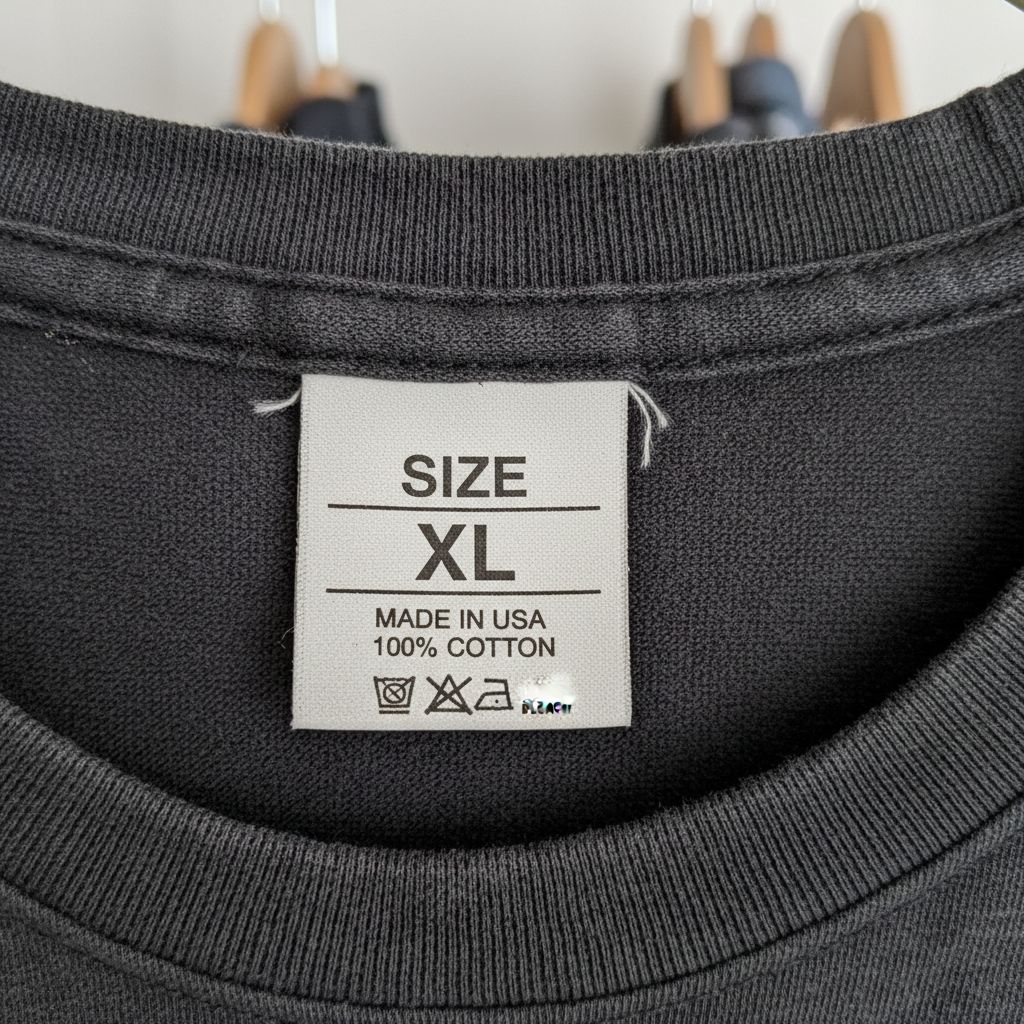 SIZE
XL
MADE IN USA
100% COTTON